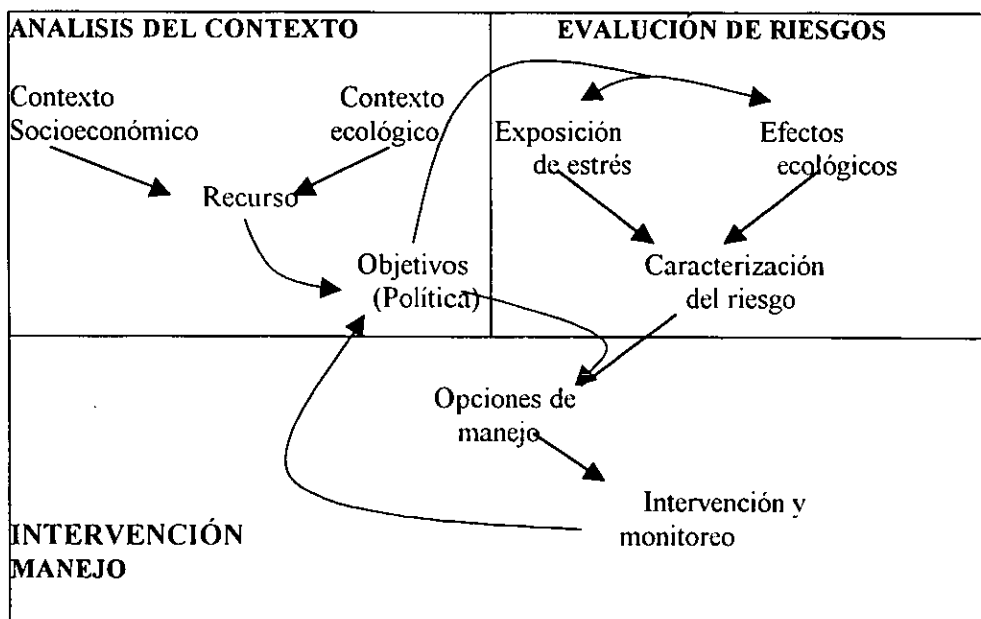 ANALISIS DEL CONTEXTO
Contexto
Socioeconómico
Contexto
ecológico
Recurso
Objetivos
(Política)
EVALUCIÓN DE RIESGOS
Exposición
de estrés
Efectos
ecológicos
Caracterización
del riesgo
Opciones de
manejo
Intervención y
monitoreo
INTERVENCIÓN
MANEJO